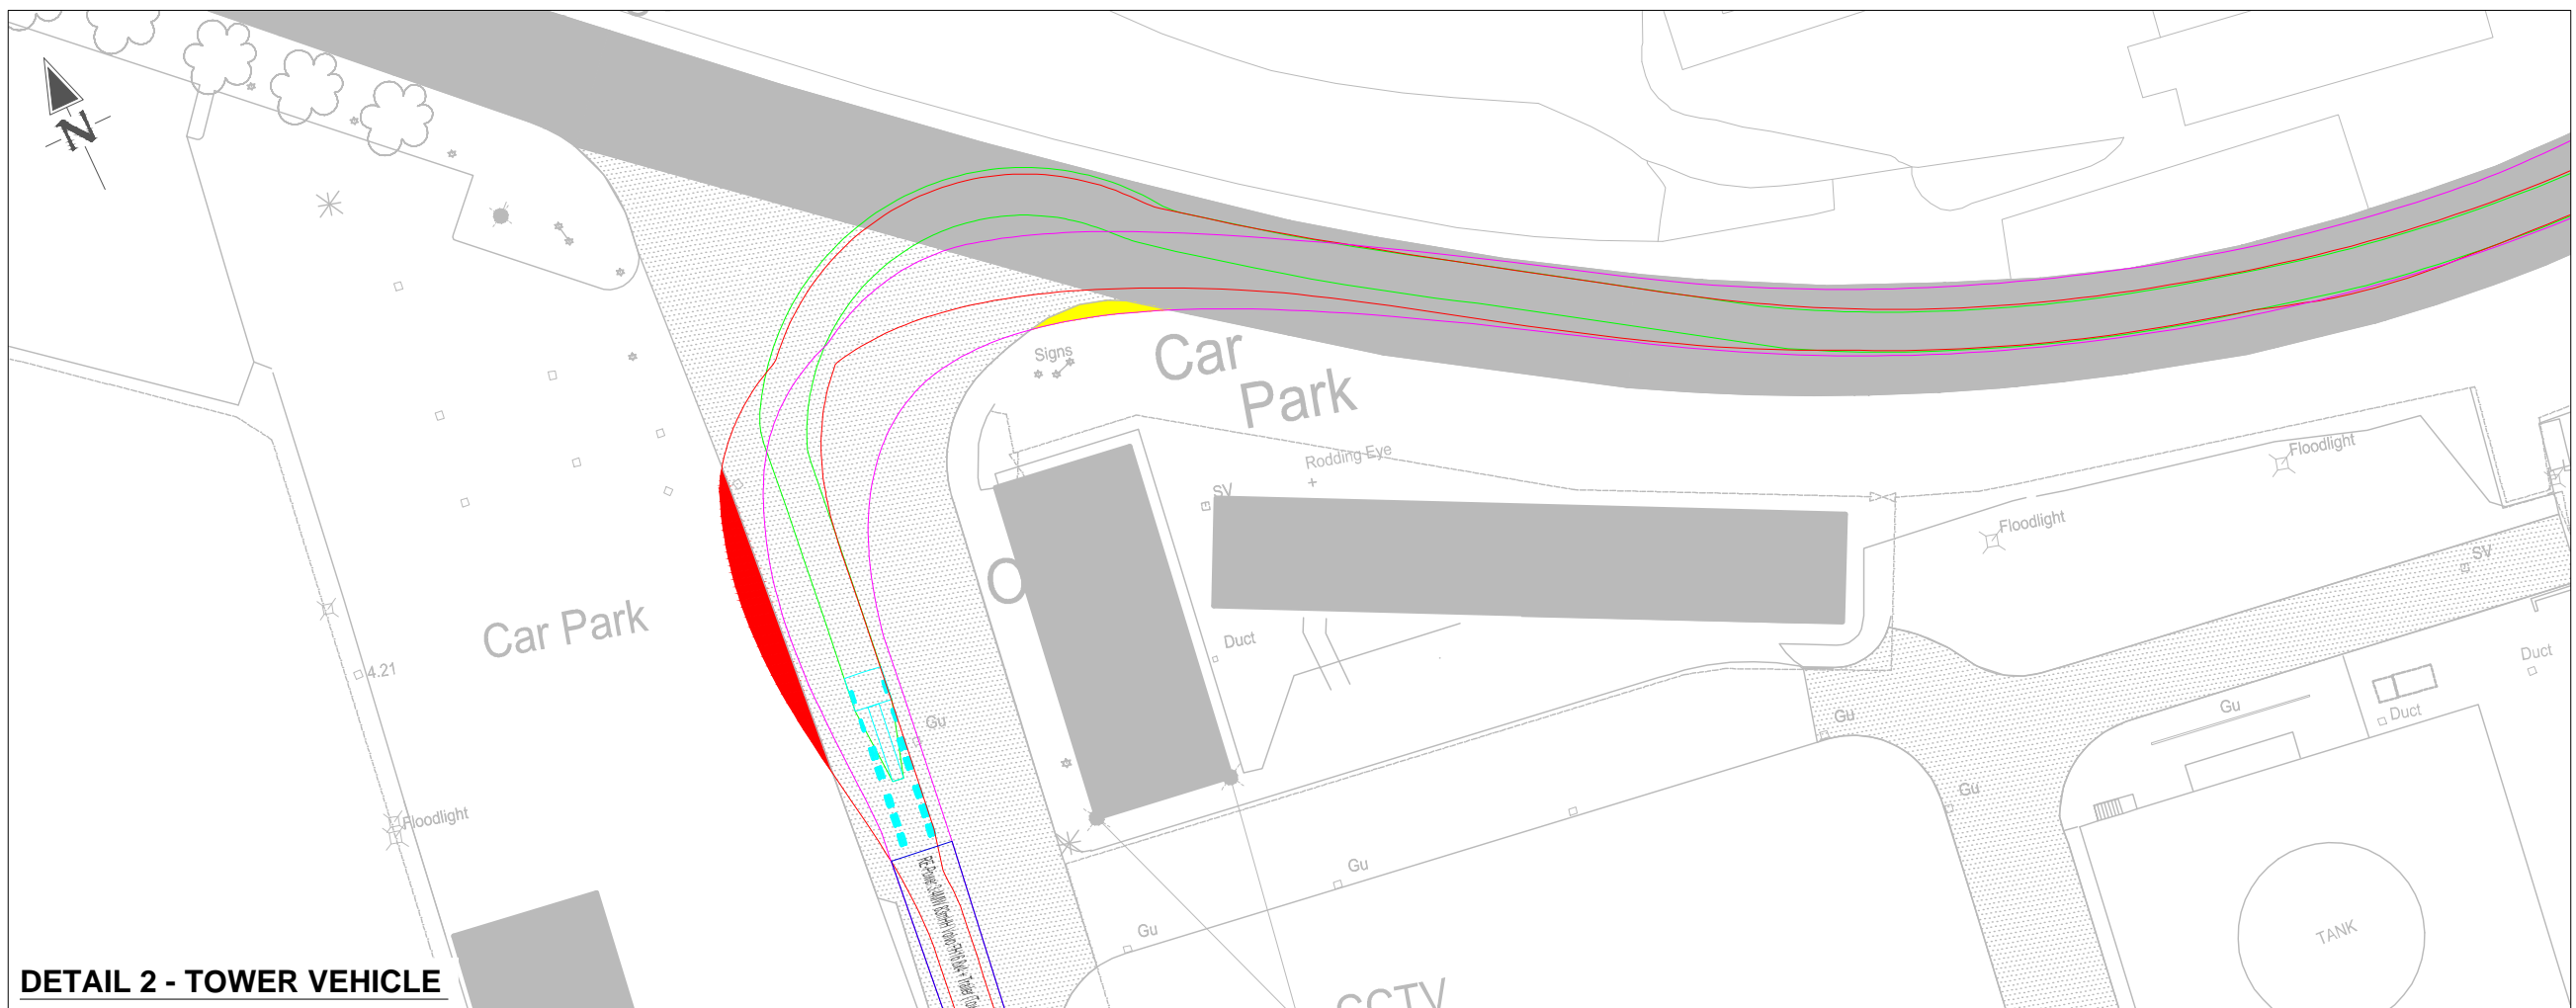 N
Signs
Car
Park
Rodding Eye
Floodlight
SV
Floodlight
SV
Car Park
Duct
Duct
4.21
Gu
Gu
Gu
Duct
Gu
Floodlight
Gu
Gu
TANK
CCTV
DETAIL 2 - TOWER VEHICLE